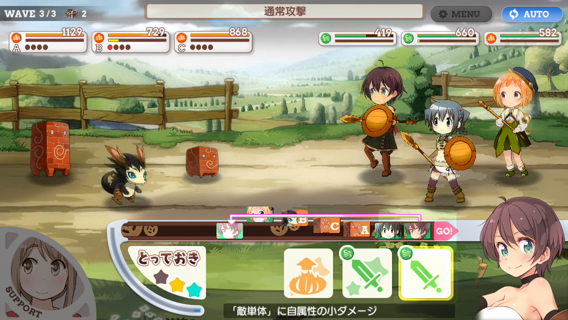 WAVE 3/3 2
通常攻撃
MENU
AUTO
1129
A
729
B
868
C
419
660
582
B
C
A
GO!
とっておき
SUPPORT
「敵単体」に自属性の小ダメージ